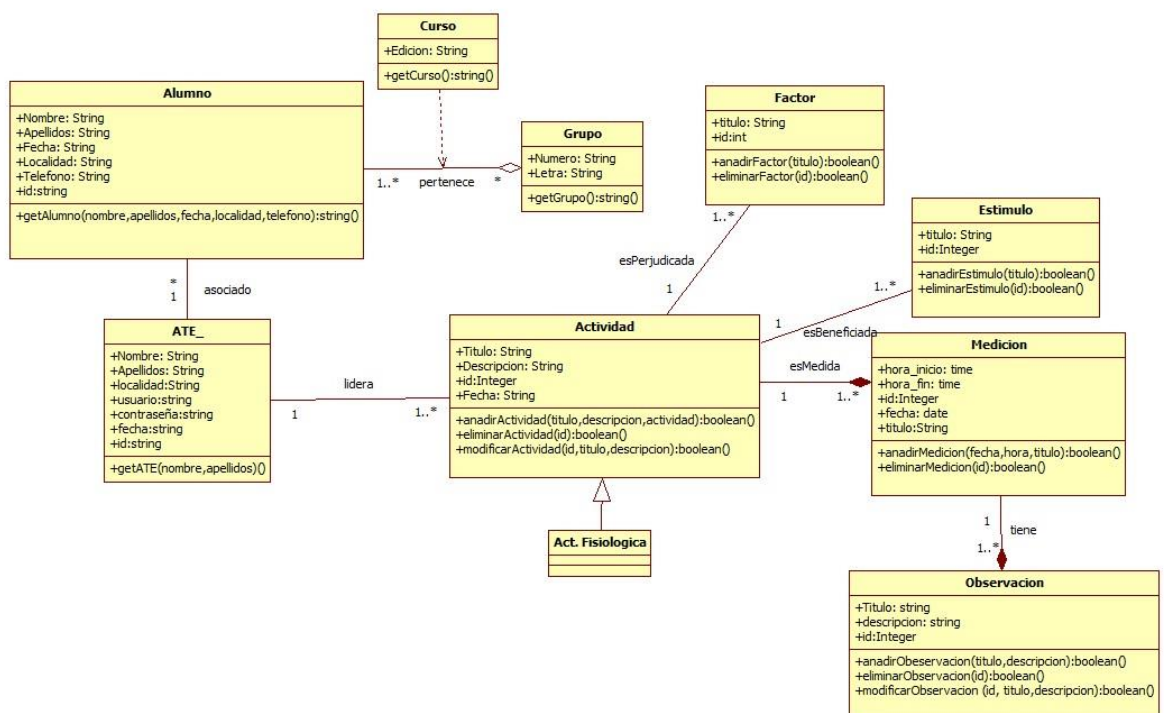 Curso
+Edicion: String
+getCurso():string()
Alumno
+Nombre: String
+Apellidos: String
+Fecha: String
+Localidad: String
+Telefono: String
+id:string
+getAlumno(nombre,apellidos,fecha,localidad,telefono):string()
1..*
pertenece
*
Grupo
+Numero: String
+Letra: String
+getGrupo():string()
Factor
+titulo: String
+id:int
+anadirFactor(titulo):boolean()
+eliminarFactor(id):boolean()
1..*
esPerjudicada
1
Estimulo
+titulo: String
+id:Integer
+anadirEstimulo(titulo):boolean()
+eliminarEstimulo(id):boolean()
1..*
1
esBeneficiada
*
1
asociado
ATE_
+Nombre: String
+Apellidos: String
+localidad:String
+usuario:string
+contraseña:string
+fecha:string
+id:string
+getATE(nombre,apellidos)()
lidera
1
1..*
Actividad
+Titulo: String
+Descripcion: String
+id:Integer
+Fecha: String
+anadirActividad(titulo,descripcion,actividad):boolean()
+eliminarActividad(id):boolean()
+modificarActividad(id,titulo,descripcion):boolean()
esMedida
1
1..*
Medicion
+hora_inicio: time
+hora_fin: time
+id:Integer
+fecha: date
+titulo:String
+anadirMedicion(fecha,hora,titulo):boolean()
+eliminarMedicion(id):boolean()
Act. Fisiologica
1
tiene
1..*
Observacion
+Titulo: string
+descripcion: string
+id:Integer
+anadirObeservacion(titulo,descripcion):boolean()
+eliminarObservacion(id):boolean()
+modificarObservacion (id, titulo,descripcion):boolean()